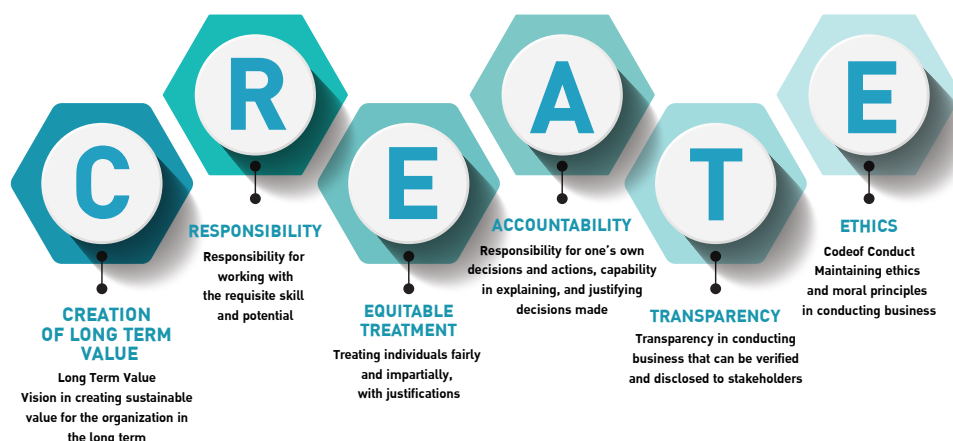 C
R
E
A
T
E
CREATION
OF LONG TERM
VALUE
Long Term Value
Vision in creating sustainable
value for the organization in
the long term
RESPONSIBILITY
Responsibility for
working with
the requisite skill
and potential
EQUITABLE
TREATMENT
Treating individuals fairly
and impartially,
with justifications
ACCOUNTABILITY
Responsibility for one's own
decisions and actions, capability
in explaining, and justifying
decisions made
TRANSPARENCY
Transparency in conducting
business that can be verified
and disclosed to stakeholders
ETHICS
Codeof Conduct
Maintaining ethics
and moral principles
in conducting business